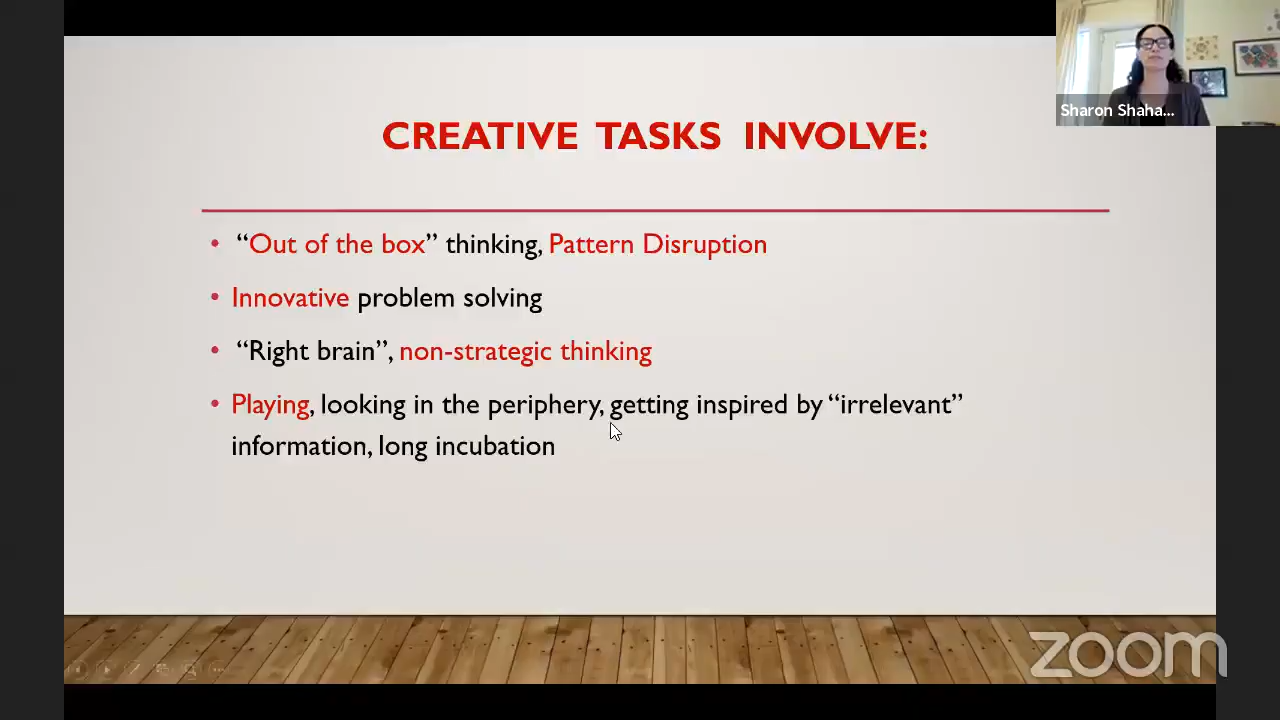 Sharon Shaha...
CREATIVE TASKS INVOLVE:
• “Out of the box” thinking, Pattern Disruption
• Innovative problem solving
• “Right brain”, non-strategic thinking
• Playing, looking in the periphery, getting inspired by “irrelevant”
information, long incubation
zoom